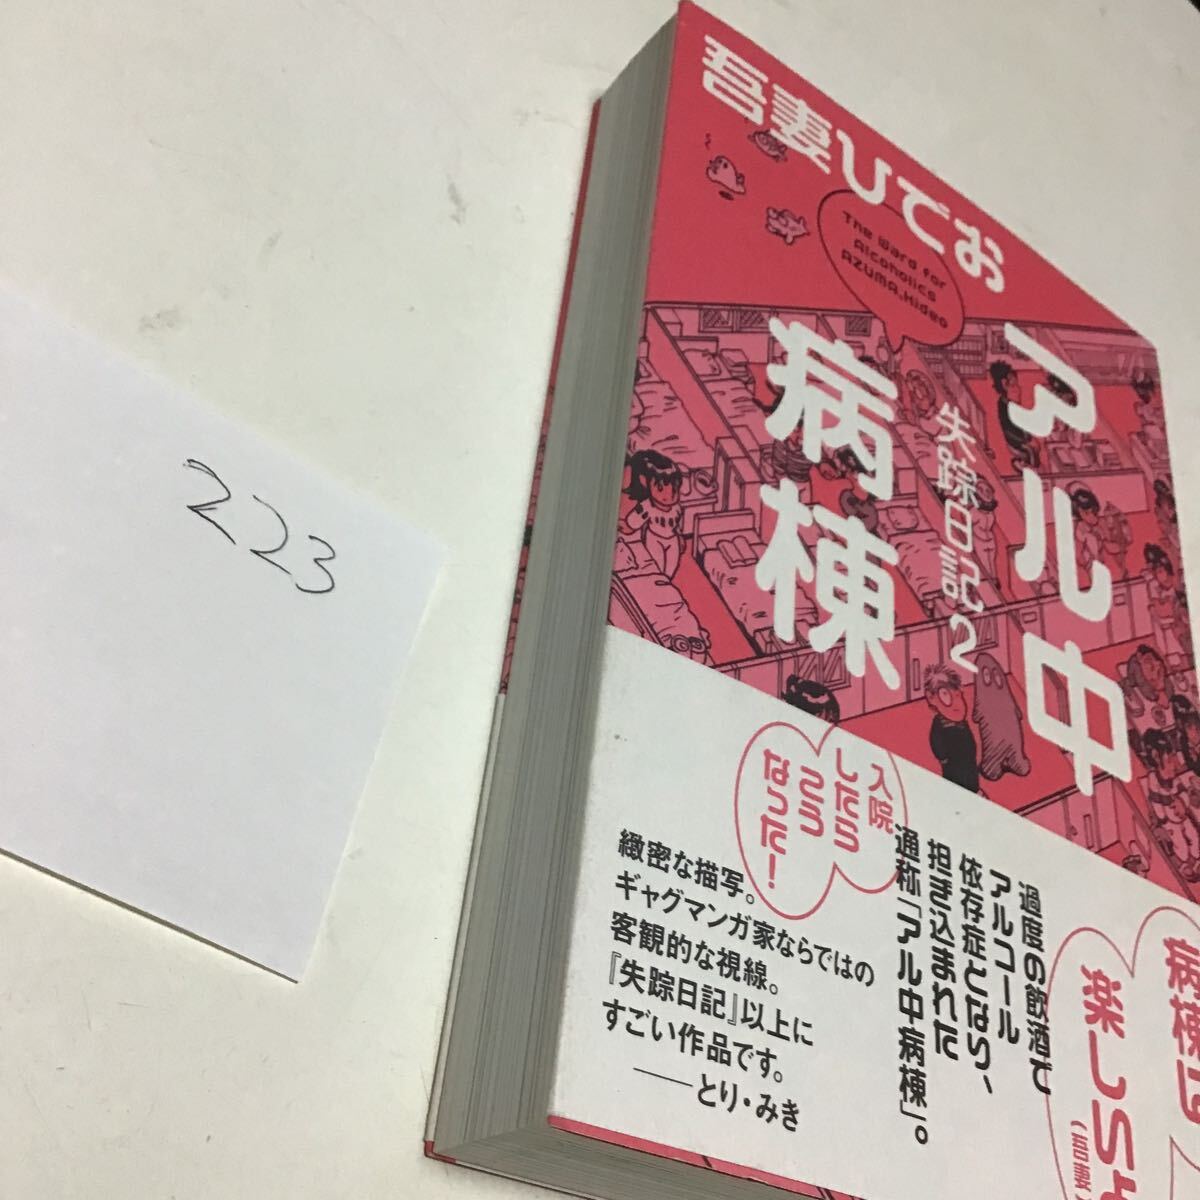 223
吾妻ひでお
The Ward for
Alcoholics
AZUMA,Hideo
アル中
病棟
失踪日記2
入院
したら
こう
なった!
過度の飲酒で
アルコール
依存症となり、
担ぎ込まれた
通称「アル中病棟」。
緻密な描写。
ギャグマンガ家ならではの
客観的な視線。
『失踪日記』以上に
すごい作品です。
——とり・みき
病棟は
楽しいよ
(吾妻